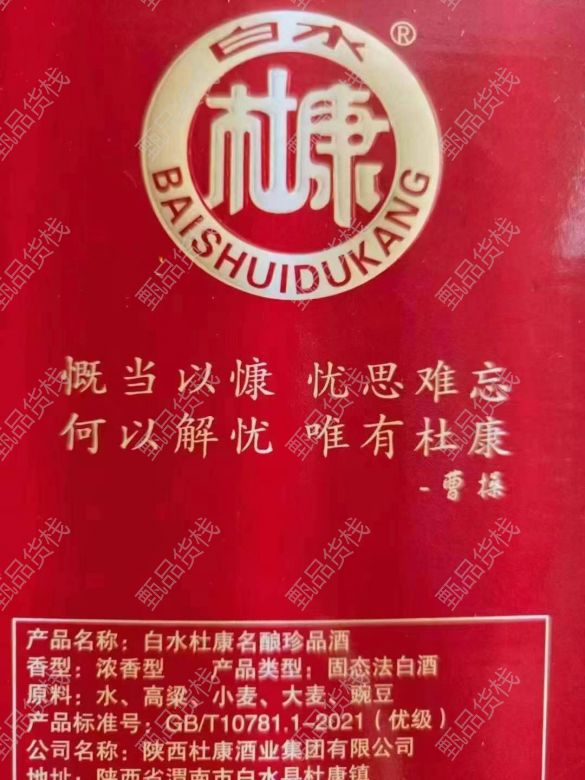 白水
®
杜康
BAISHUIDUKANG
慨当以慷 忧思难忘
何以解忧 唯有杜康
-曹操
产品名称：白水杜康名酿珍品酒
香型：浓香型 产品类型：固态法白酒
原料：水、高粱、小麦、大麦、豌豆
产品标准号：GB/T10781.1-2021（优级）
公司名称：陕西杜康酒业集团有限公司
地址：陕西省渭南市白水县杜康镇
甄品货栈